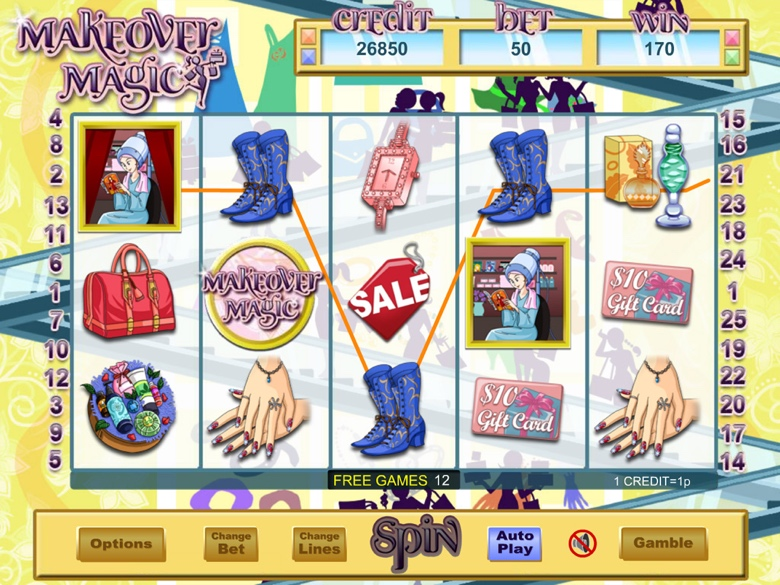 MAKEOVER
MAGIC
CREDIT BET WIN
26850 50 170
4 15
8 16
2 21
13 23
11 18
6 24
MAKEOVER
MAGIC
SALE
$10
Gift Card
1 1
7 25
10 19
12 22
$10
Gift Card
3 20
9 17
5 14
FREE GAMES 12
1 CREDIT=1p
Options
Change
Bet
Change
Lines
Spin
Auto
Play
Gamble